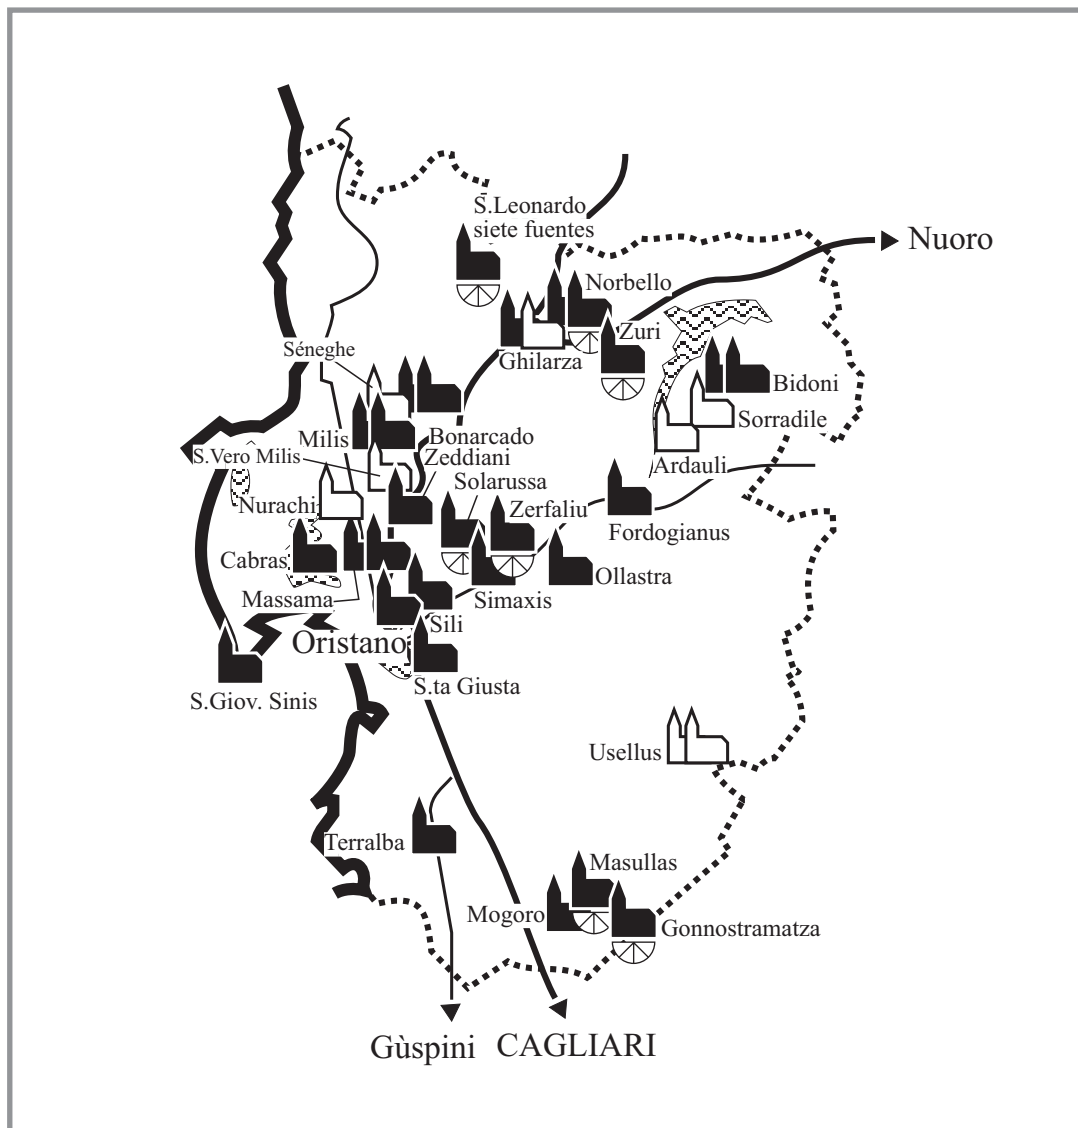 S.Leonardo
siete fuentes
Nuoro
Norbello
Zuri
Séneghe
Ghilarza
Bidoni
Sorradile
Milis
Bonarcado
S.Vero Milis
Zeddiani
Ardauli
Solarussa
Nurachi
Zerfaliu
Fordogianus
Cabras
Ollastra
Massama
Simaxis
Sili
Oristano
S.ta Giusta
S.Giov. Sinis
Usellus
Terralba
Masullas
Mogoro
Gonnostramatza
Gùspini
CAGLIARI